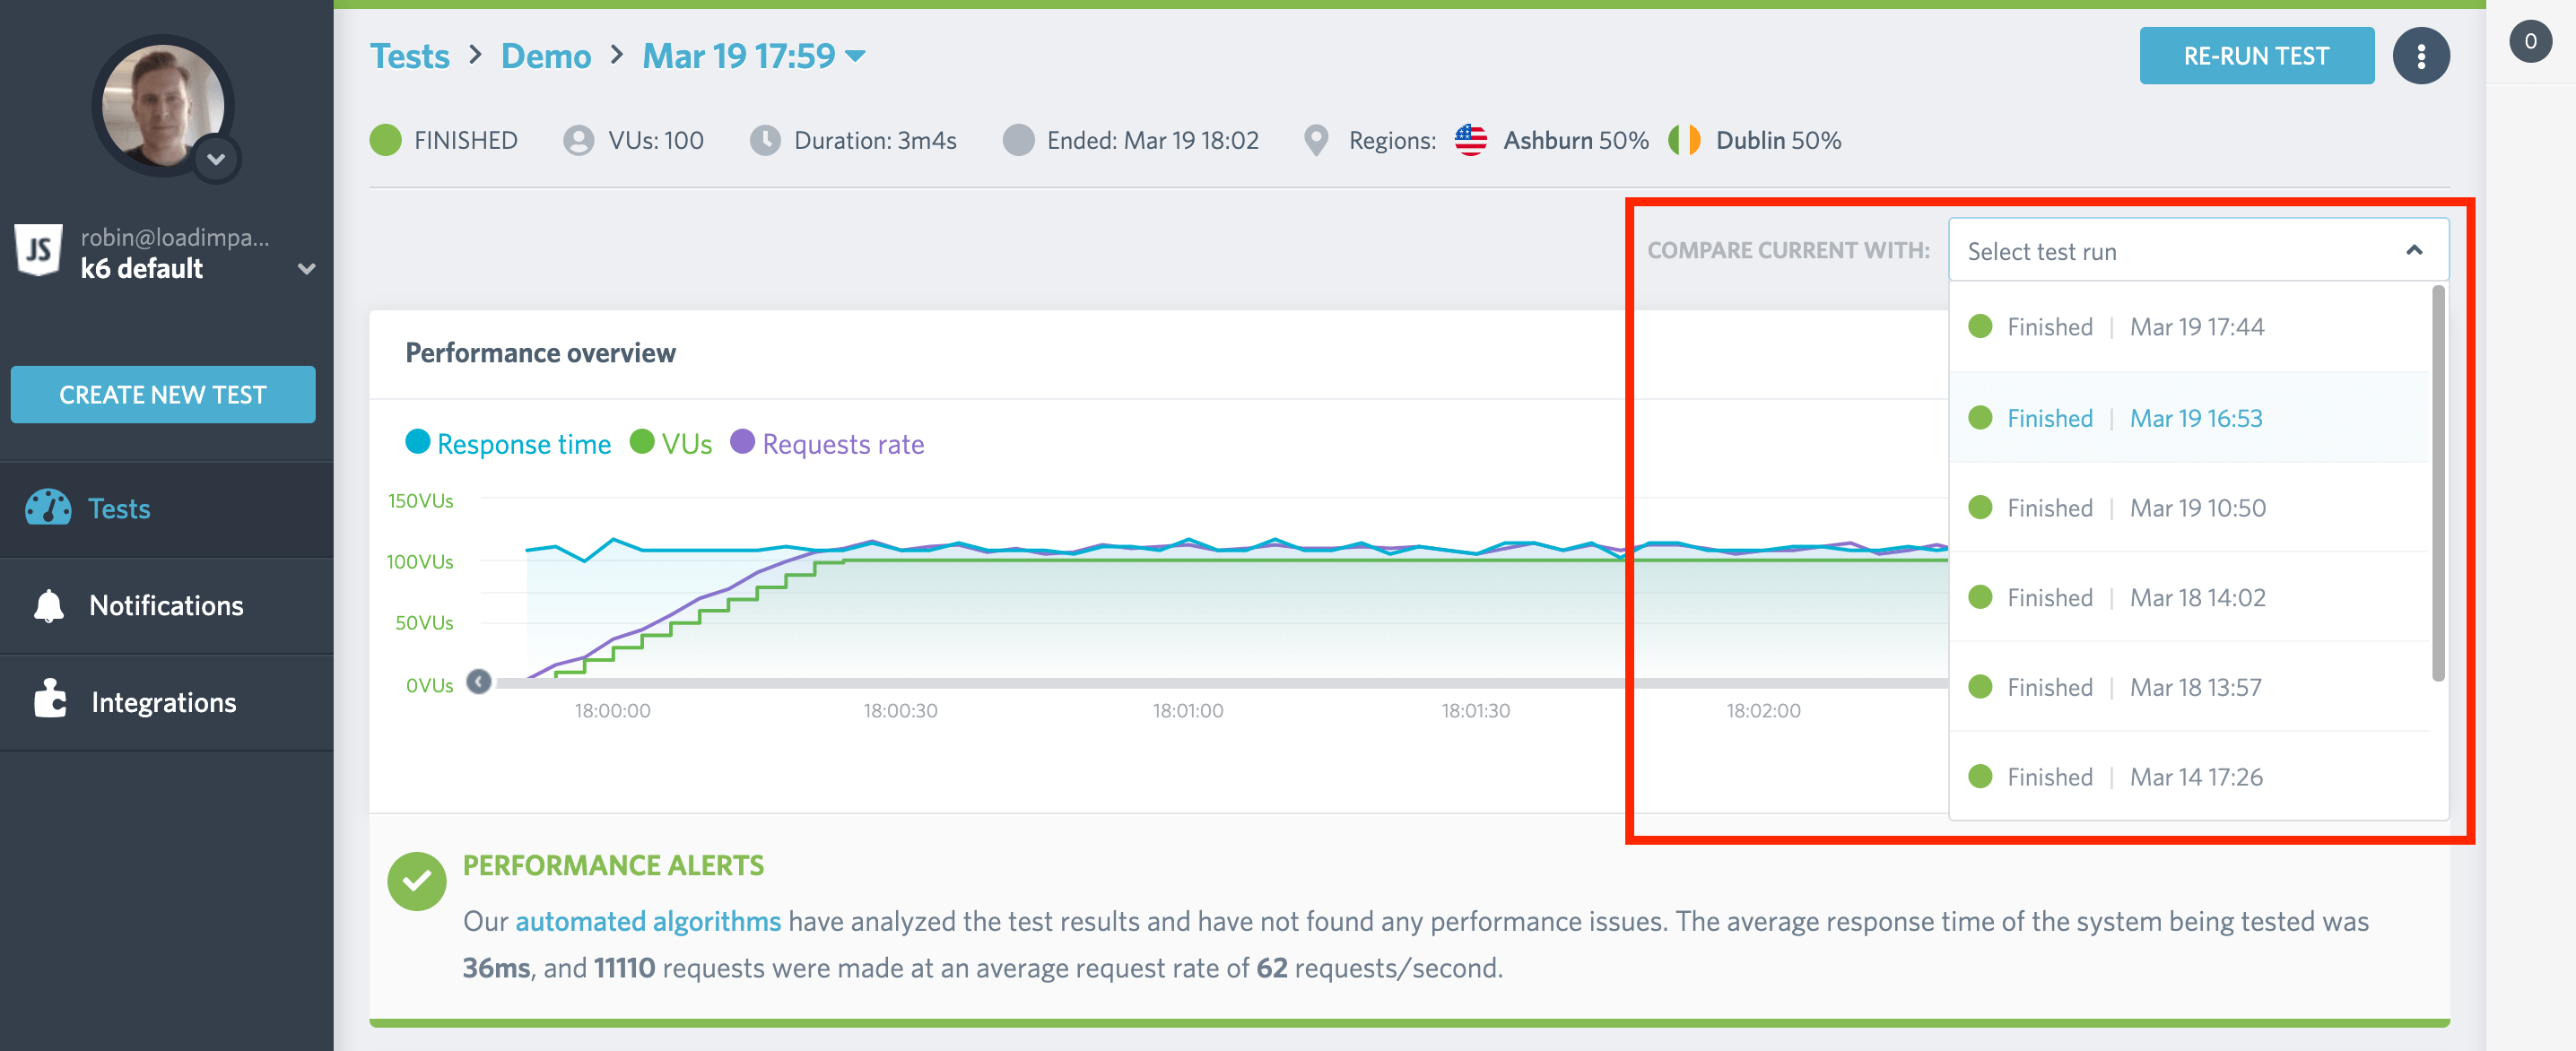 Tests > Demo > Mar 19 17:59
RE-RUN TEST
0
FINISHED VUs: 100 Duration: 3m4s Ended: Mar 19 18:02 Regions: Ashburn 50% Dublin 50%
JS
robin@loadimpa...
k6 default
CREATE NEW TEST
Tests
Notifications
Integrations
COMPARE CURRENT WITH: Select test run
Finished | Mar 19 17:44
Finished | Mar 19 16:53
Finished | Mar 19 10:50
Finished | Mar 18 14:02
Finished | Mar 18 13:57
Finished | Mar 14 17:26
Performance overview
Response time VUs Requests rate
150VUs
100VUs
50VUs
0VUs
18:00:00 18:00:30 18:01:00 18:01:30 18:02:00
PERFORMANCE ALERTS
Our automated algorithms have analyzed the test results and have not found any performance issues. The average response time of the system being tested was
36ms, and 11110 requests were made at an average request rate of 62 requests/second.